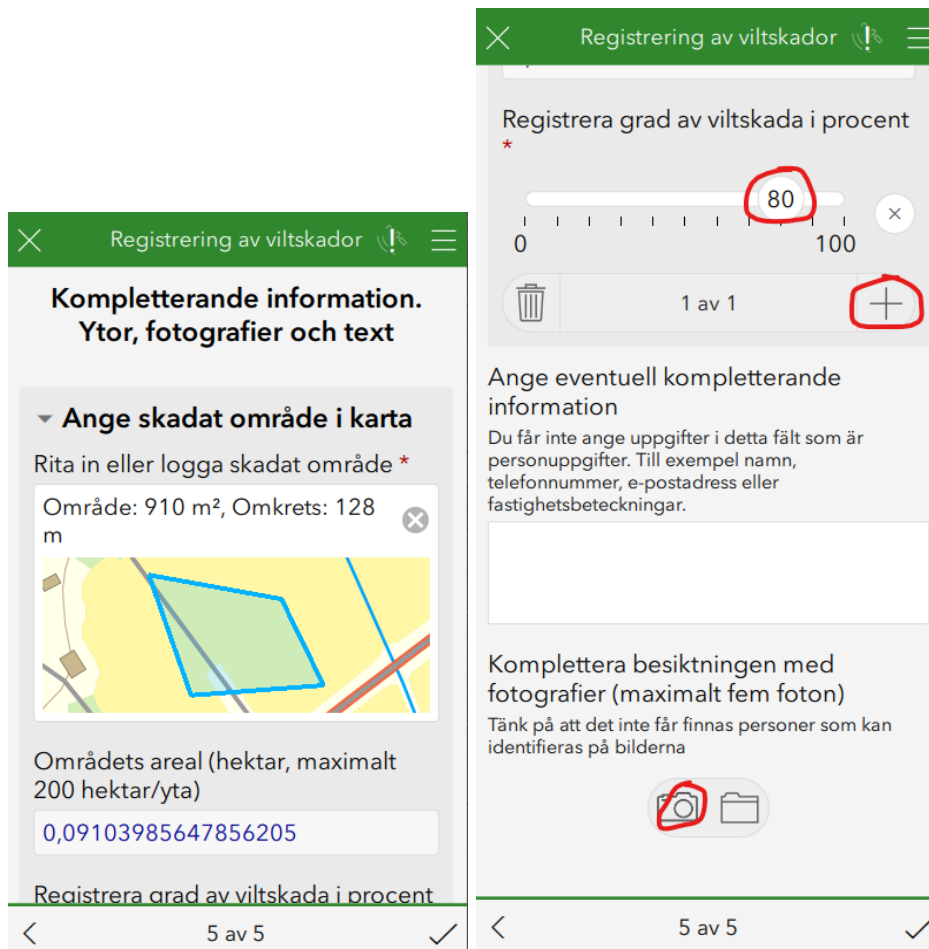 Registrering av viltskador
Kompletterande information.
Ytor, fotografier och text
Ange skadat område i karta
Rita in eller logga skadat område *
Område: 910 m², Omkrets: 128
m
Områdets areal (hektar, maximalt
200 hektar/yta)
0,09103985647856205
Registrera grad av viltskada i procent
5 av 5
Registrering av viltskador
Registrera grad av viltskada i procent
*
80
0
100
1 av 1
Ange eventuell kompletterande
information
Du får inte ange uppgifter i detta fält som är
personuppgifter. Till exempel namn,
telefonnummer, e-postadress eller
fastighetsbeteckningar.
Komplettera besiktningen med
fotografier (maximalt fem foton)
Tänk på att det inte får finnas personer som kan
identifieras på bilderna
5 av 5